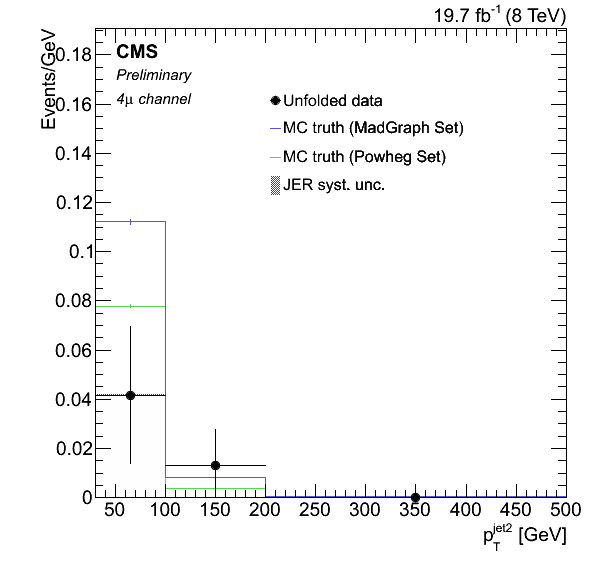 19.7 fb⁻¹ (8 TeV)
Events/GeV
CMS
Preliminary
4μ channel
Unfolded data
MC truth (MadGraph Set)
MC truth (Powheg Set)
JER syst. unc.
0.18
0.16
0.14
0.12
0.1
0.08
0.06
0.04
0.02
0
50 100 150 200 250 300 350 400 450 500
p_T^jet2 [GeV]